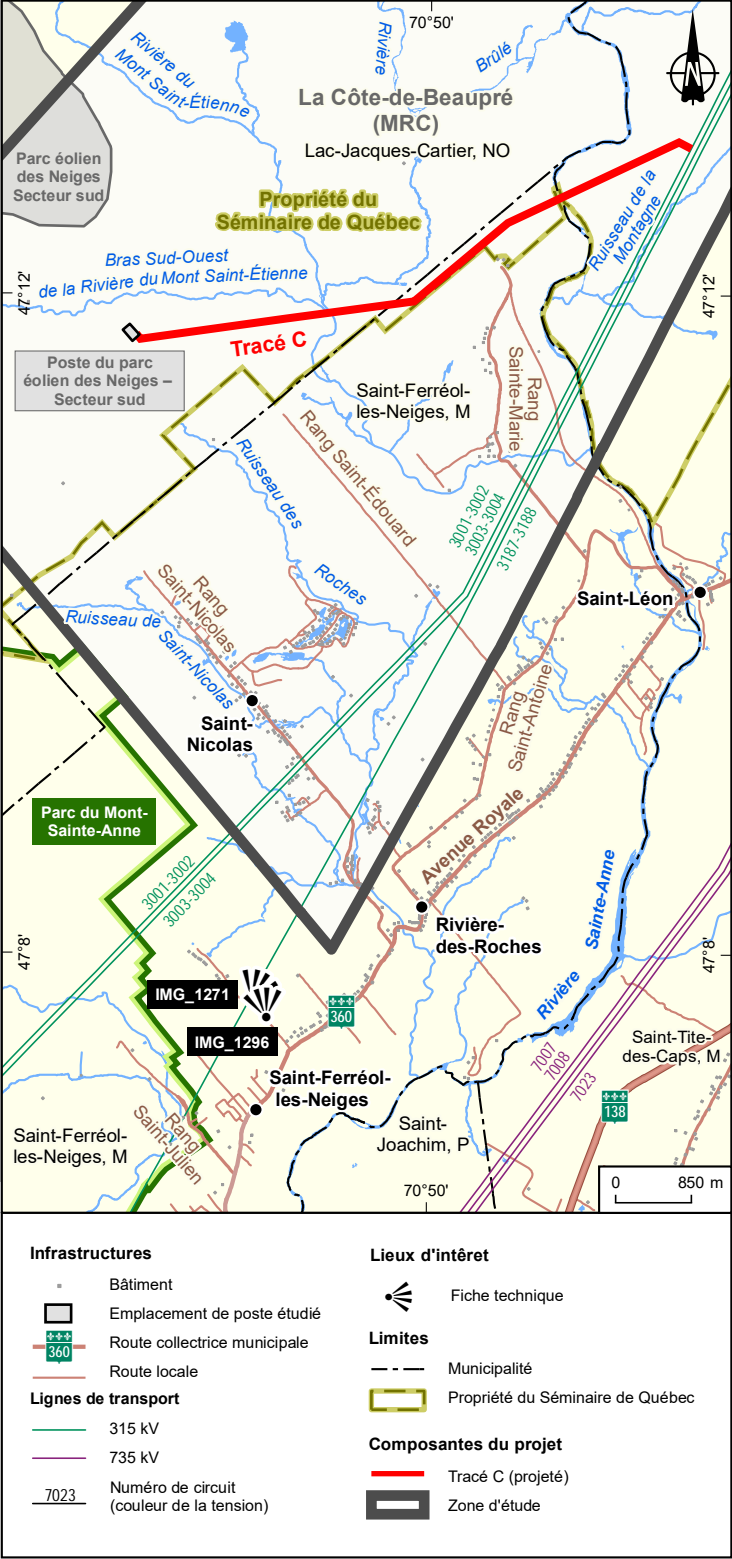 70°50'
Rivière du
Mont Saint-Étienne
Rivière
Brûlé
N
La Côte-de-Beaupré
(MRC)
Lac-Jacques-Cartier, NO
Parc éolien
des Neiges
Secteur sud
Propriété du
Séminaire de Québec
Ruisseau de la
Montagne
Bras Sud-Ouest
de la Rivière du Mont Saint-Étienne
47°12'
47°12'
Tracé C
Poste du parc
éolien des Neiges –
Secteur sud
Saint-Ferréol-
les-Neiges, M
Rang
Sainte-Marie
Rang Saint-Édouard
Ruisseau des
Roches
3001-3002
3003-3004
3187-3188
Saint-Léon
Rang
Saint-Nicolas
Ruisseau de
Saint-Nicolas
Saint-
Nicolas
Rang
Saint-Antoine
Parc du Mont-
Sainte-Anne
Avenue Royale
3001-3002
3003-3004
Rivière-
des-Roches
Rivière
Sainte-Anne
47°8'
47°8'
IMG_1271
IMG_1296
360
Saint-Tite-
des-Caps, M
7007
7008
7023
138
Saint-Ferréol-
les-Neiges
Saint-
Joachim, P
Rang
Saint-Julien
Saint-Ferréol-
les-Neiges, M
70°50'
0 850 m
Infrastructures
Bâtiment
Emplacement de poste étudié
360 Route collectrice municipale
Route locale
Lignes de transport
315 kV
735 kV
7023 Numéro de circuit
(couleur de la tension)
Lieux d'intêret
Fiche technique
Limites
Municipalité
Propriété du Séminaire de Québec
Composantes du projet
Tracé C (projeté)
Zone d'étude